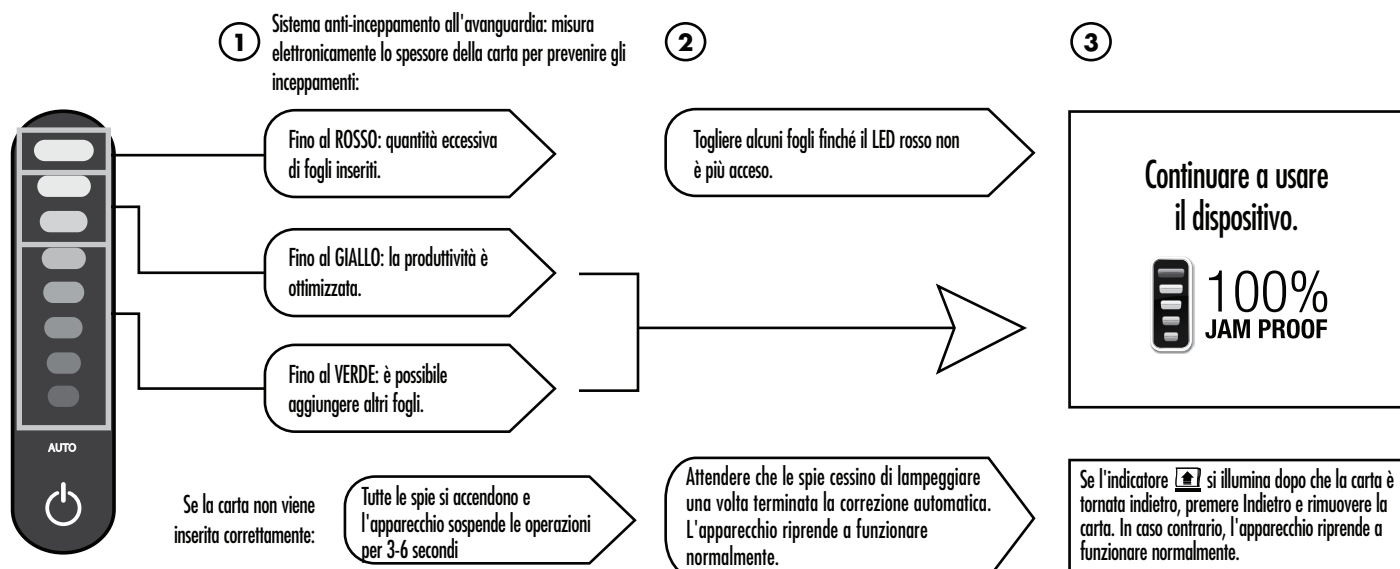 1
Sistema anti-inceppamento all'avanguardia: misura
elettronicamente lo spessore della carta per prevenire gli
inceppamenti:
2
3
Fino al ROSSO: quantità eccessiva
di fogli inseriti.
Togliere alcuni fogli finché il LED rosso non
è più acceso.
Continuare a usare
il dispositivo.
100%
JAM PROOF
Fino al GIALLO: la produttività è
ottimizzata.
Fino al VERDE: è possibile
aggiungere altri fogli.
AUTO
Se la carta non viene
inserita correttamente:
Tutte le spie si accendono e
l'apparecchio sospende le operazioni
per 3-6 secondi
Attendere che le spie cessino di lampeggiare
una volta terminata la correzione automatica.
L'apparecchio riprende a funzionare
normalmente.
Se l'indicatore si illumina dopo che la carta è
tornata indietro, premere Indietro e rimuovere la
carta. In caso contrario, l'apparecchio riprende a
funzionare normalmente.